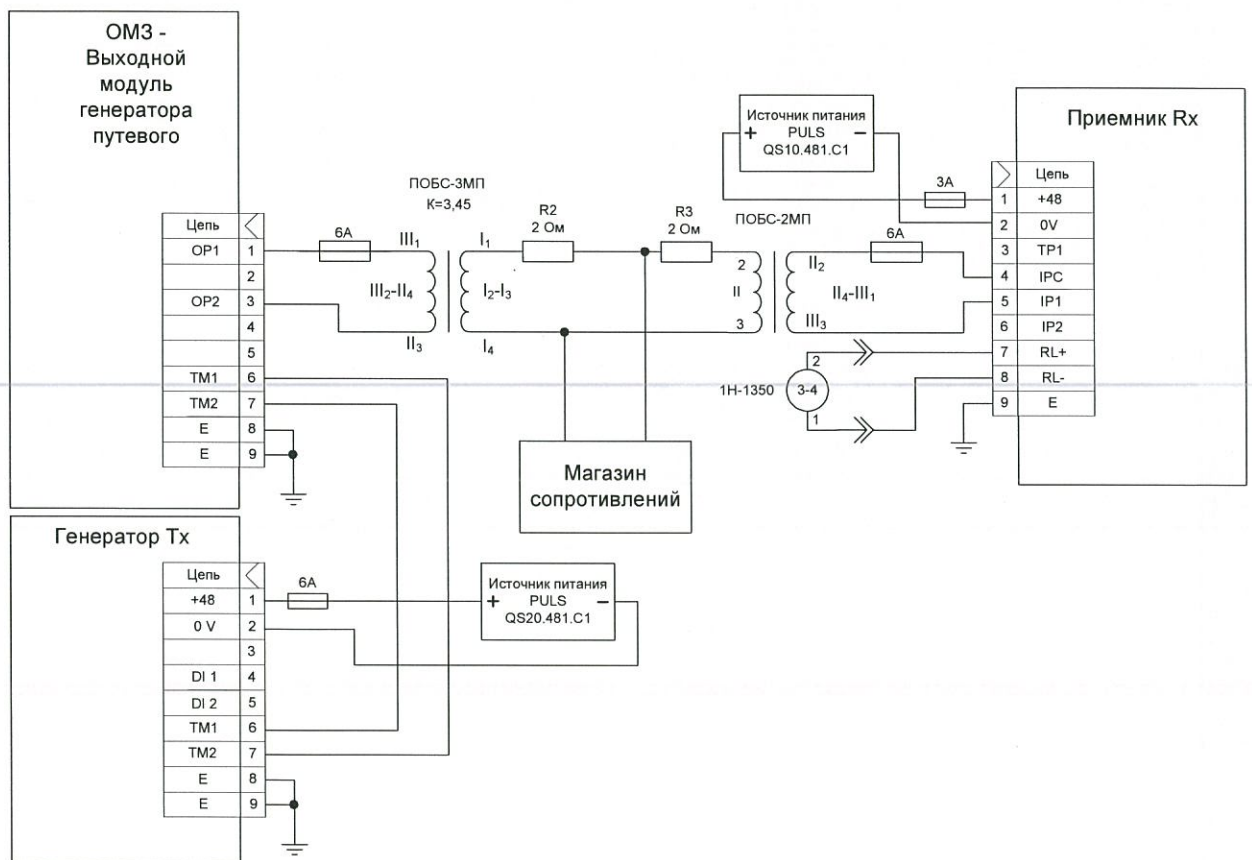 ОМЗ -
Выходной
модуль
генератора
путевого
Цепь
OP1 1
2
OP2 3
4
5
TM1 6
TM2 7
E 8
E 9
6А
III1
III2-II4
II3
ПОБС-3МП
К=3,45
I1
I2-I3
I4
R2
2 Ом
R3
2 Ом
ПОБС-2МП
2
II
3
II2
II4-III1
III3
6А
Источник питания
+ PULS −
QS10.481.C1
3А
Приемник Rx
Цепь
1 +48
2 0V
3 TP1
4 IPC
5 IP1
6 IP2
7 RL+
8 RL-
9 E
1Н-1350
2
3-4
1
Магазин
сопротивлений
Генератор Тх
Цепь
+48 1
0 V 2
3
DI 1 4
DI 2 5
TM1 6
TM2 7
E 8
E 9
6А
Источник питания
+ PULS −
QS20.481.C1